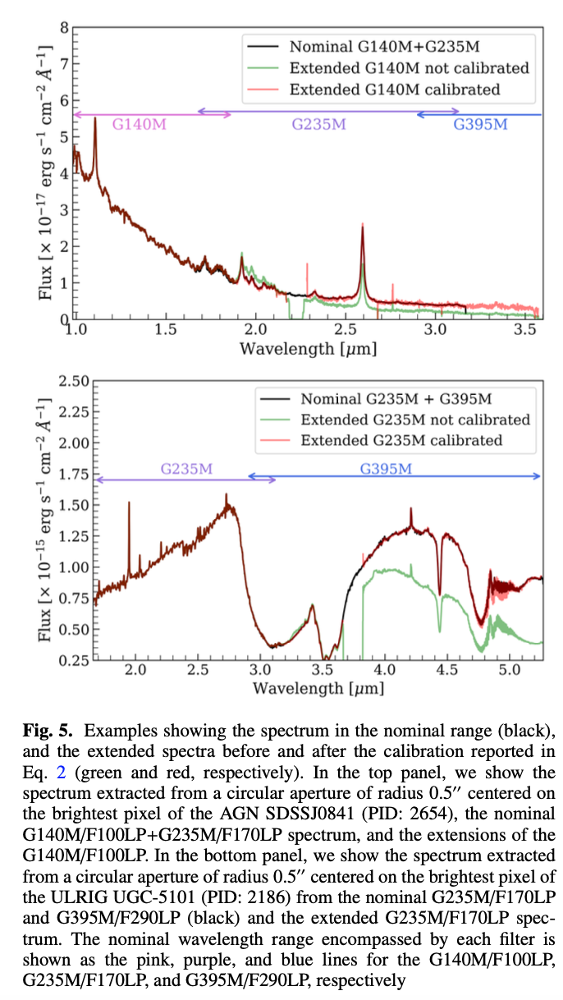 8
7
6
5
4
3
2
1
0
Flux [× 10⁻¹⁷ erg s⁻¹ cm⁻² Å⁻¹]
Nominal G140M+G235M
Extended G140M not calibrated
Extended G140M calibrated
G140M
G235M
G395M
1.0 1.5 2.0 2.5 3.0 3.5
Wavelength [μm]
2.50
2.25
2.00
1.75
1.50
1.25
1.00
0.75
0.50
0.25
Flux [× 10⁻¹⁵ erg s⁻¹ cm⁻² Å⁻¹]
Nominal G235M + G395M
Extended G235M not calibrated
Extended G235M calibrated
G235M
G395M
2.0 2.5 3.0 3.5 4.0 4.5 5.0
Wavelength [μm]
Fig. 5. Examples showing the spectrum in the nominal range (black),
and the extended spectra before and after the calibration reported in
Eq. 2 (green and red, respectively). In the top panel, we show the
spectrum extracted from a circular aperture of radius 0.5″ centered on
the brightest pixel of the AGN SDSSJ0841 (PID: 2654), the nominal
G140M/F100LP+G235M/F170LP spectrum, and the extensions of the
G140M/F100LP. In the bottom panel, we show the spectrum extracted
from a circular aperture of radius 0.5″ centered on the brightest pixel of
the ULRIG UGC-5101 (PID: 2186) from the nominal G235M/F170LP
and G395M/F290LP (black) and the extended G235M/F170LP spec-
trum. The nominal wavelength range encompassed by each filter is
shown as the pink, purple, and blue lines for the G140M/F100LP,
G235M/F170LP, and G395M/F290LP, respectively